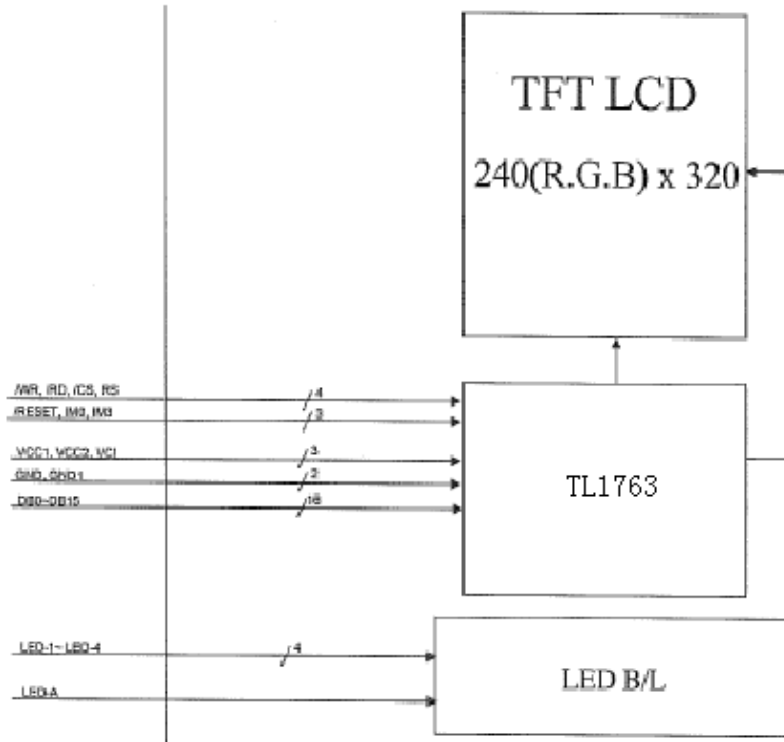 TFT LCD
240(R.G.B) x 320
/WR, /RD, /CS, RS
4
/RESET, IM0, IM3
3
VCC1, VCC2, VCI
3
GND, GND1
2
DB0~DB15
16
TL1763
LED-1~LED-4
4
LED-A
LED B/L